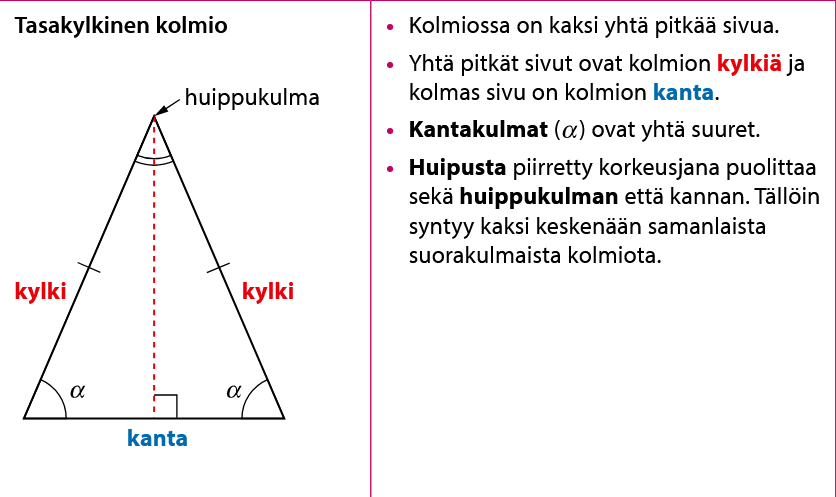 Tasakylkinen kolmio
huippukulma
kylki
kylki
α
α
kanta
• Kolmiossa on kaksi yhtä pitkää sivua.
• Yhtä pitkät sivut ovat kolmion kylkiä ja
kolmas sivu on kolmion kanta.
• Kantakulmat (α) ovat yhtä suuret.
• Huipusta piirretty korkeusjana puolittaa
sekä huippukulman että kannan. Tällöin
syntyy kaksi keskenään samanlaista
suorakulmaista kolmiota.